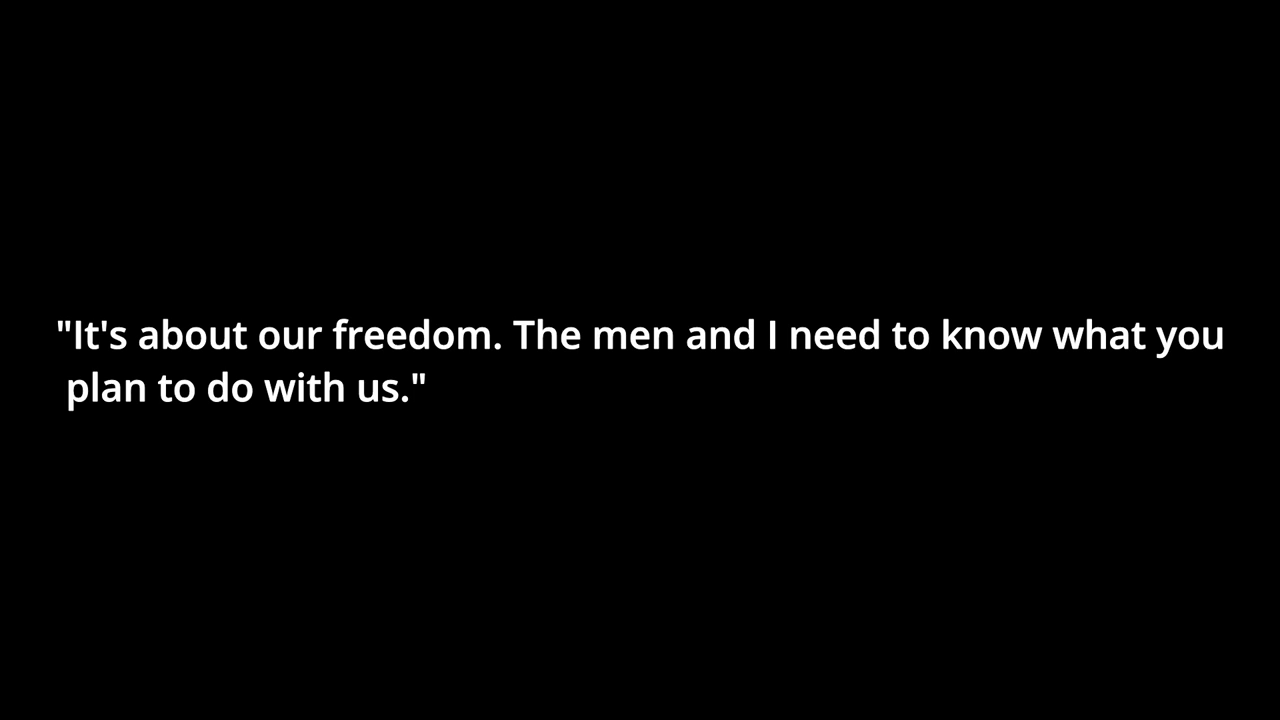 "It's about our freedom. The men and I need to know what you
plan to do with us."